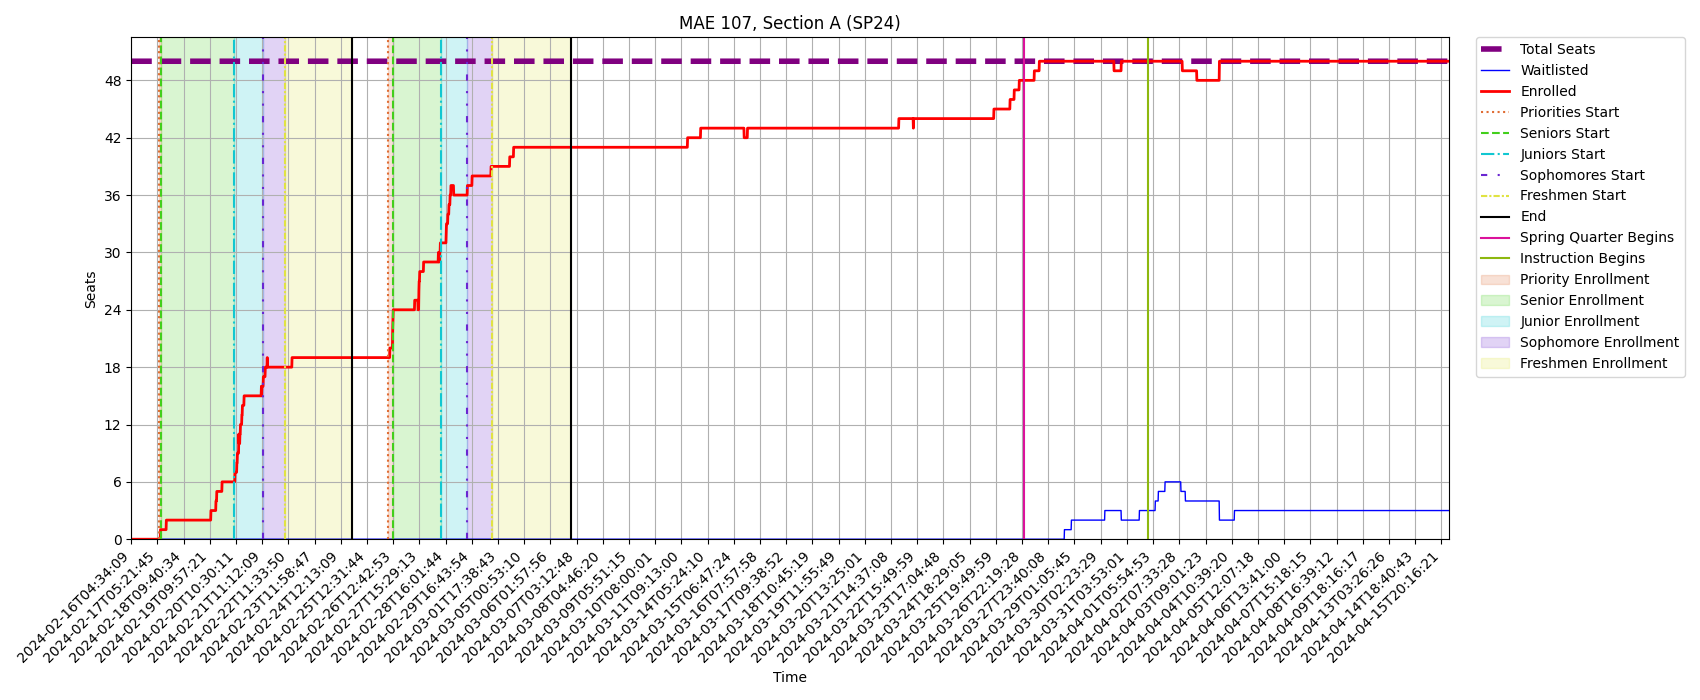 MAE 107, Section A (SP24)
Seats
48
42
36
30
24
18
12
6
0
2024-02-16T04:34:09
2024-02-17T05:21:45
2024-02-18T09:40:34
2024-02-19T09:57:21
2024-02-20T10:30:11
2024-02-21T11:12:09
2024-02-22T11:33:50
2024-02-23T11:58:47
2024-02-24T12:13:09
2024-02-25T12:31:44
2024-02-26T12:42:53
2024-02-27T15:29:13
2024-02-28T16:01:44
2024-02-29T16:43:54
2024-03-01T17:38:43
2024-03-05T00:53:10
2024-03-06T01:57:56
2024-03-07T03:12:48
2024-03-08T04:46:20
2024-03-09T05:51:15
2024-03-10T08:00:01
2024-03-11T09:13:00
2024-03-14T05:24:10
2024-03-15T06:47:24
2024-03-16T07:57:58
2024-03-17T09:38:52
2024-03-18T10:45:19
2024-03-19T11:55:49
2024-03-20T13:25:01
2024-03-21T14:37:08
2024-03-22T15:49:59
2024-03-23T17:04:48
2024-03-24T18:29:05
2024-03-25T19:49:59
2024-03-26T22:19:28
2024-03-27T23:40:08
2024-03-29T01:05:45
2024-03-30T02:23:29
2024-03-31T03:53:01
2024-04-01T05:54:53
2024-04-02T07:33:28
2024-04-03T09:01:23
2024-04-04T10:39:20
2024-04-05T12:07:18
2024-04-06T13:41:00
2024-04-07T15:18:15
2024-04-08T16:39:12
2024-04-09T18:16:17
2024-04-13T03:26:26
2024-04-14T18:40:43
2024-04-15T20:16:21
Time
Total Seats
Waitlisted
Enrolled
Priorities Start
Seniors Start
Juniors Start
Sophomores Start
Freshmen Start
End
Spring Quarter Begins
Instruction Begins
Priority Enrollment
Senior Enrollment
Junior Enrollment
Sophomore Enrollment
Freshmen Enrollment